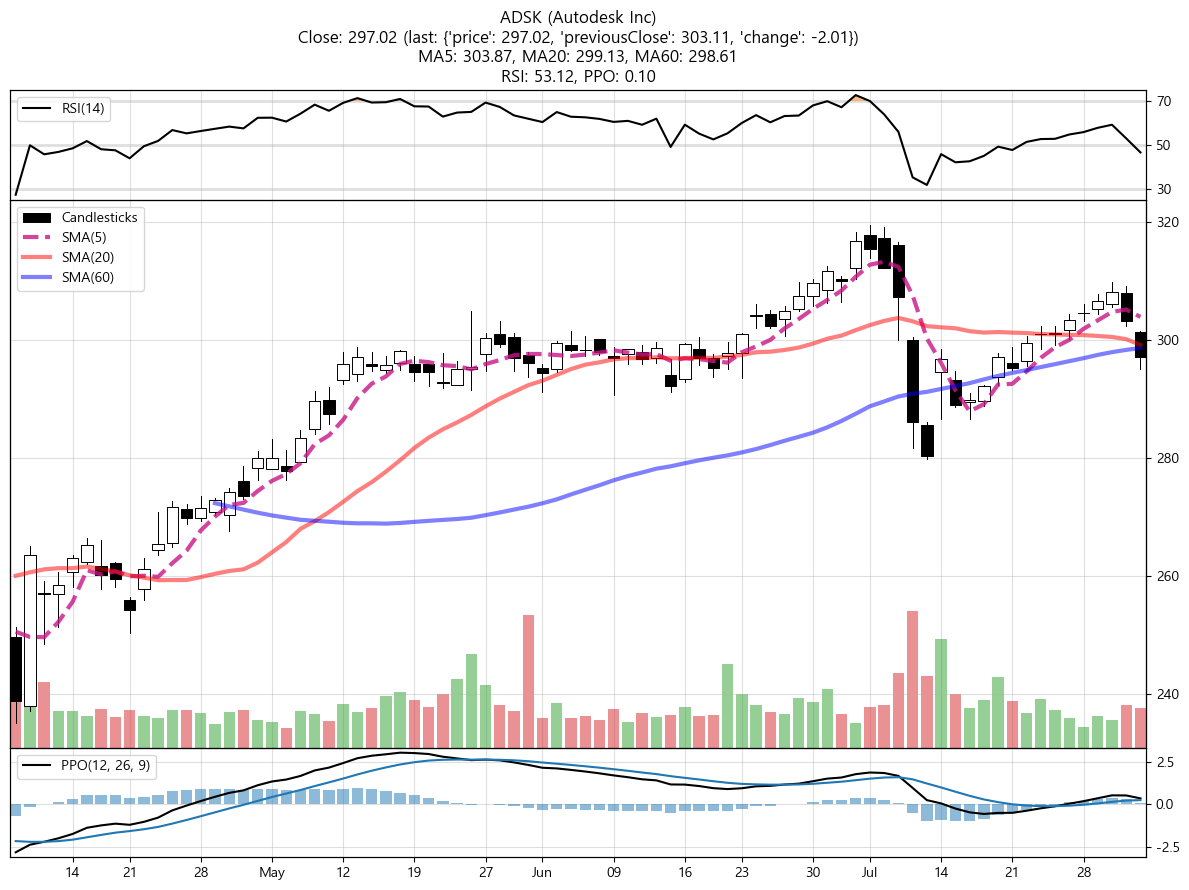 ADSK (Autodesk Inc)
Close: 297.02 (last: {'price': 297.02, 'previousClose': 303.11, 'change': -2.01})
MA5: 303.87, MA20: 299.13, MA60: 298.61
RSI: 53.12, PPO: 0.10
RSI(14)
70
50
30
Candlesticks
SMA(5)
SMA(20)
SMA(60)
320
300
280
260
240
PPO(12, 26, 9)
2.5
0.0
−2.5
14 21 28 May 12 19 27 Jun 09 16 23 30 Jul 14 21 28